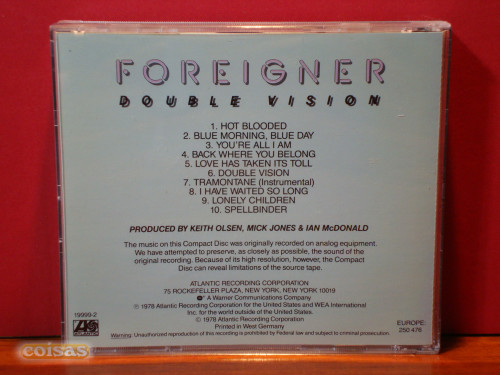 FOREIGNER
DOUBLE VISION
1. HOT BLOODED
2. BLUE MORNING, BLUE DAY
3. YOU'RE ALL I AM
4. BACK WHERE YOU BELONG
5. LOVE HAS TAKEN ITS TOLL
6. DOUBLE VISION
7. TRAMONTANE (Instrumental)
8. I HAVE WAITED SO LONG
9. LONELY CHILDREN
10. SPELLBINDER
PRODUCED BY KEITH OLSEN, MICK JONES & IAN McDONALD
The music on this Compact Disc was originally recorded on analog equipment.
We have attempted to preserve, as closely as possible, the sound of the
original recording. Because of its high resolution, however, the Compact
Disc can reveal limitations of the source tape.
ATLANTIC RECORDING CORPORATION
75 ROCKEFELLER PLAZA, NEW YORK, NEW YORK 10019
A Warner Communications Company
℗ 1978 Atlantic Recording Corporation for the United States and WEA International
Inc. for the world outside of the United States.
© 1978 Atlantic Recording Corporation
Printed in West Germany
Warning: Unauthorized reproduction of this recording is prohibited by Federal law and subject to criminal prosecution.
19999-2
EUROPE:
250 476
coisas